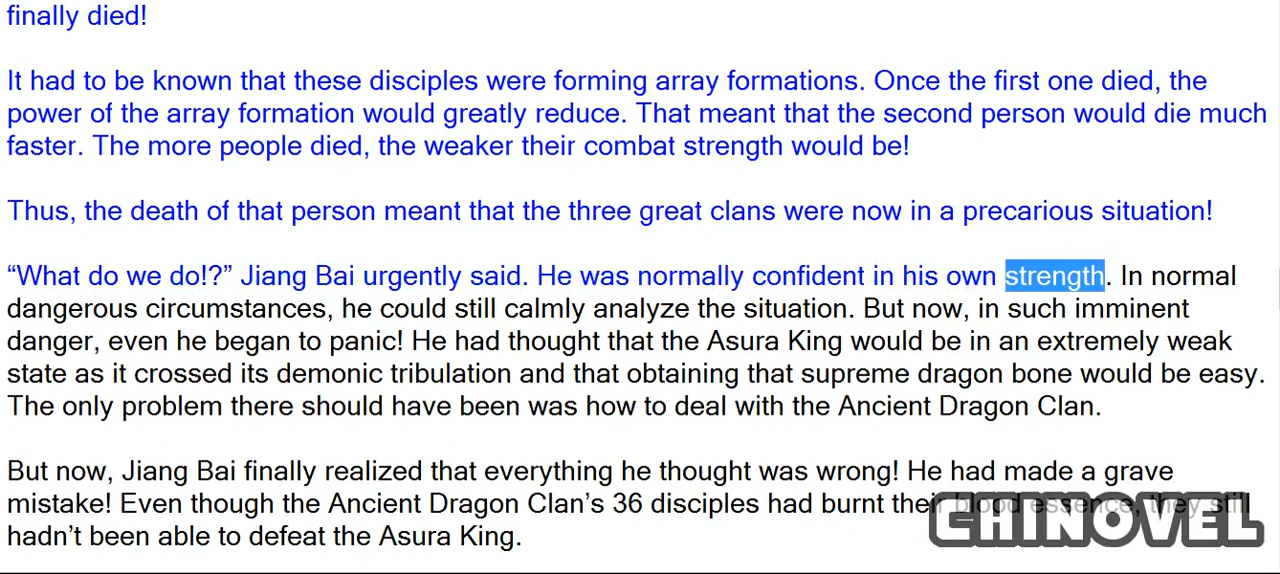 finally died!
It had to be known that these disciples were forming array formations. Once the first one died, the
power of the array formation would greatly reduce. That meant that the second person would die much
faster. The more people died, the weaker their combat strength would be!
Thus, the death of that person meant that the three great clans were now in a precarious situation!
“What do we do!?” Jiang Bai urgently said. He was normally confident in his own strength. In normal
dangerous circumstances, he could still calmly analyze the situation. But now, in such imminent
danger, even he began to panic! He had thought that the Asura King would be in an extremely weak
state as it crossed its demonic tribulation and that obtaining that supreme dragon bone would be easy.
The only problem there should have been was how to deal with the Ancient Dragon Clan.
But now, Jiang Bai finally realized that everything he thought was wrong! He had made a grave
mistake! Even though the Ancient Dragon Clan’s 36 disciples had burnt their blood essence, they still
hadn’t been able to defeat the Asura King.
CHINOVEL